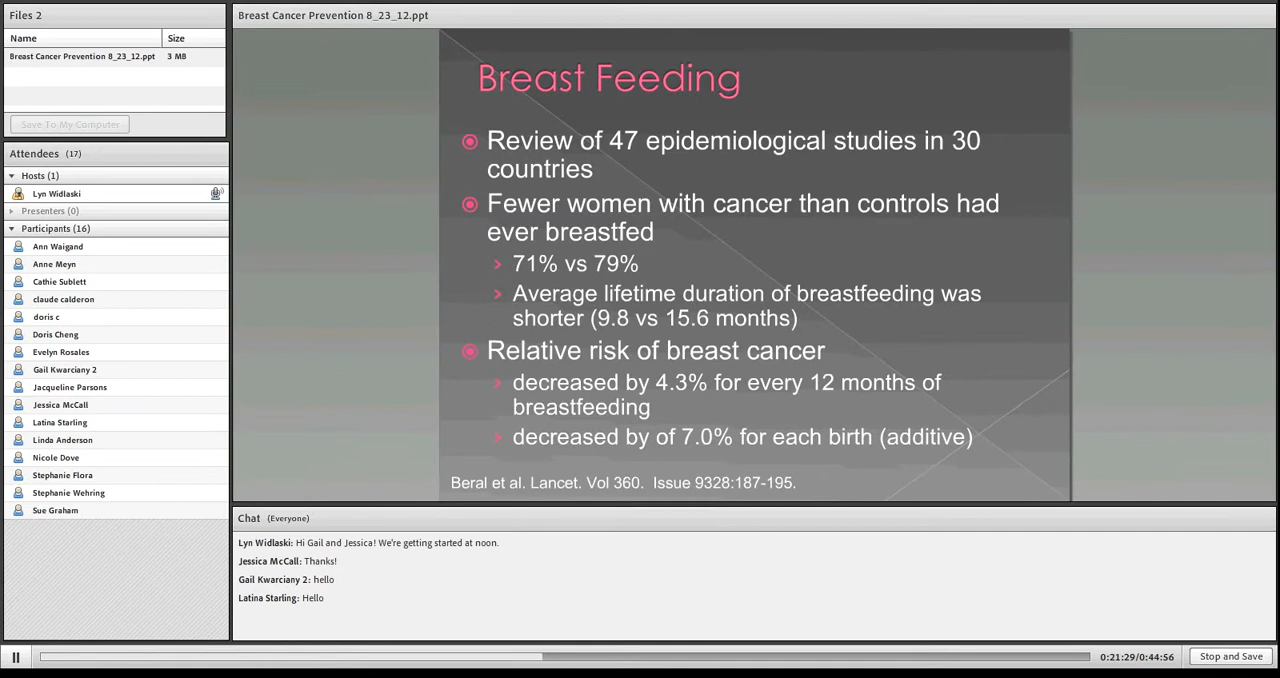 Files 2
Name Size
Breast Cancer Prevention 8_23_12.ppt 3 MB
Save To My Computer
Attendees (17)
Hosts (1)
Lyn Widlaski
Presenters (0)
Participants (16)
Ann Waigand
Anne Meyn
Cathie Sublett
claude calderon
doris c
Doris Cheng
Evelyn Rosales
Gail Kwarciany 2
Jacqueline Parsons
Jessica McCall
Latina Starling
Linda Anderson
Nicole Dove
Stephanie Flora
Stephanie Wehring
Sue Graham
Breast Cancer Prevention 8_23_12.ppt
Breast Feeding
Review of 47 epidemiological studies in 30
countries
Fewer women with cancer than controls had
ever breastfed
71% vs 79%
Average lifetime duration of breastfeeding was
shorter (9.8 vs 15.6 months)
Relative risk of breast cancer
decreased by 4.3% for every 12 months of
breastfeeding
decreased by of 7.0% for each birth (additive)
Beral et al. Lancet. Vol 360. Issue 9328:187-195.
Chat (Everyone)
Lyn Widlaski: Hi Gail and Jessica! We're getting started at noon.
Jessica McCall: Thanks!
Gail Kwarciany 2: hello
Latina Starling: Hello
0:21:29/0:44:56 Stop and Save